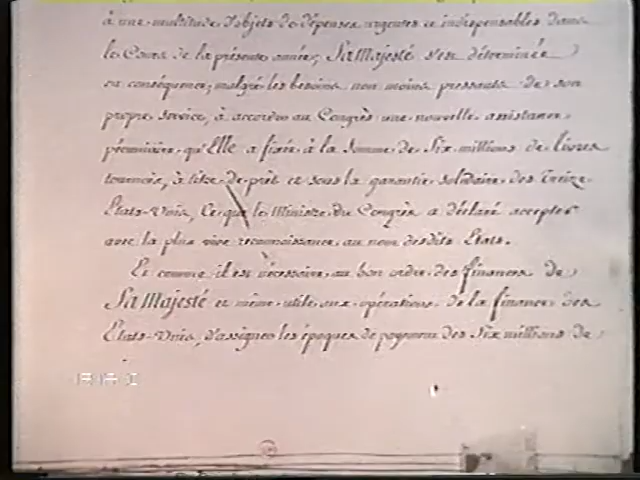 à une multitude d'objets de dépenses urgentes et indispensables dans
le Cours de la présente année; Sa Majesté s'est déterminée
en conséquence, malgré les besoins non moins pressants de son
propre service, à accorder au Congrès une nouvelle assistance
pécuniaire, qu'Elle a fixée à la somme de Six millions de livres
tournois, à titre de prêt et sous la garantie solidaire des Treize
États-Unis, Ce que le Ministre du Congrès a déclaré accepter
avec la plus vive reconnoissance au nom desdits États.
Et comme il est nécessaire au bon ordre des finances de
Sa Majesté et même utile aux opérations de la finance des
États-Unis, d'assigner les époques de payement des Six millions de